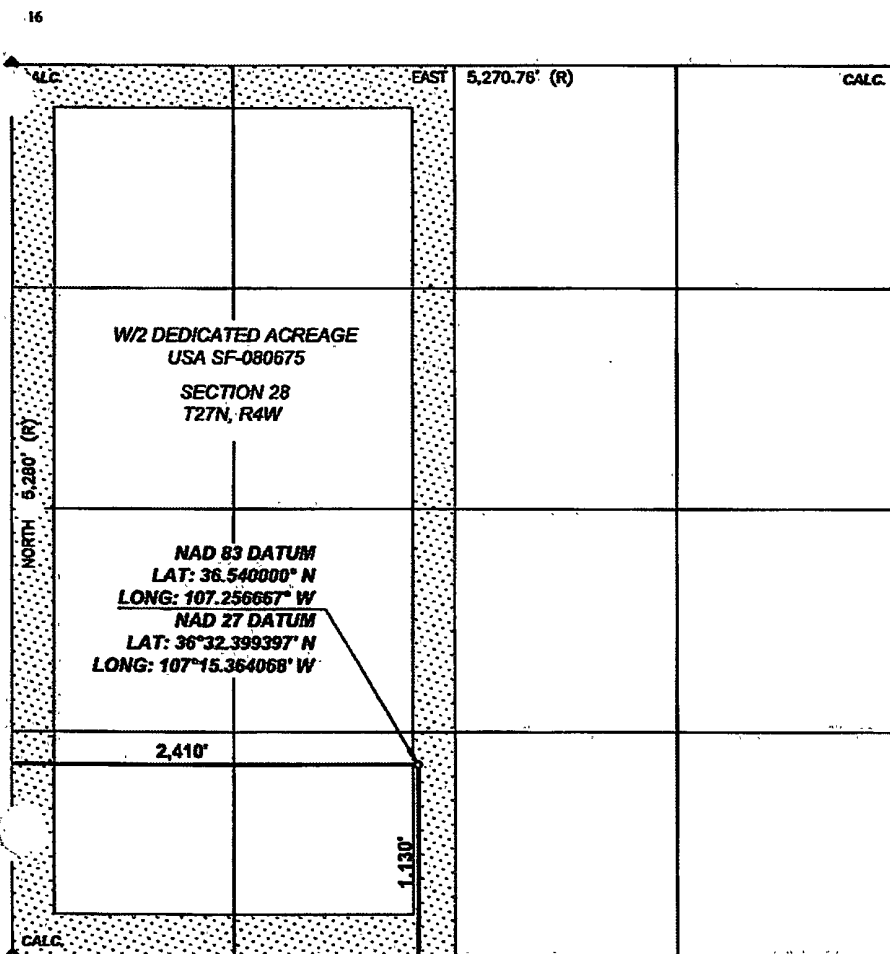 16
CALC.
EAST 5,270.76' (R)
CALC.
W/2 DEDICATED ACREAGE
USA SF-080675
SECTION 28
T27N, R4W
NORTH 5,280' (R)
NAD 83 DATUM
LAT: 36.540000° N
LONG: 107.256667° W
NAD 27 DATUM
LAT: 36°32.399397' N
LONG: 107°15.364068' W
2,410'
1,130'
CALC.